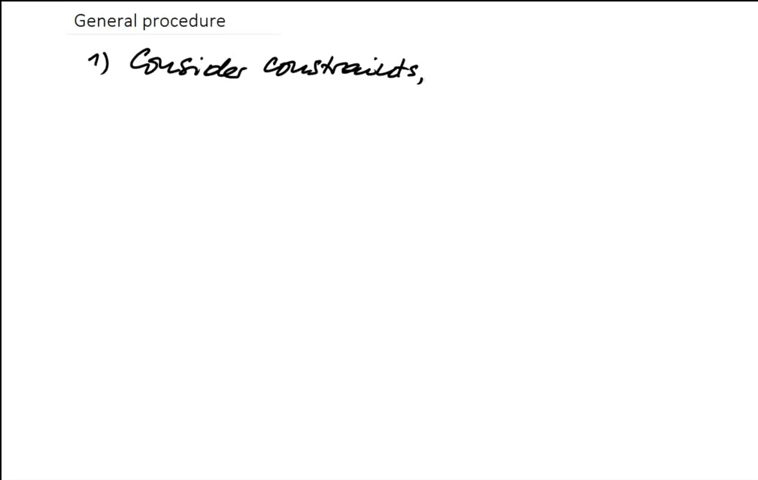 General procedure
1) Consider constraints,